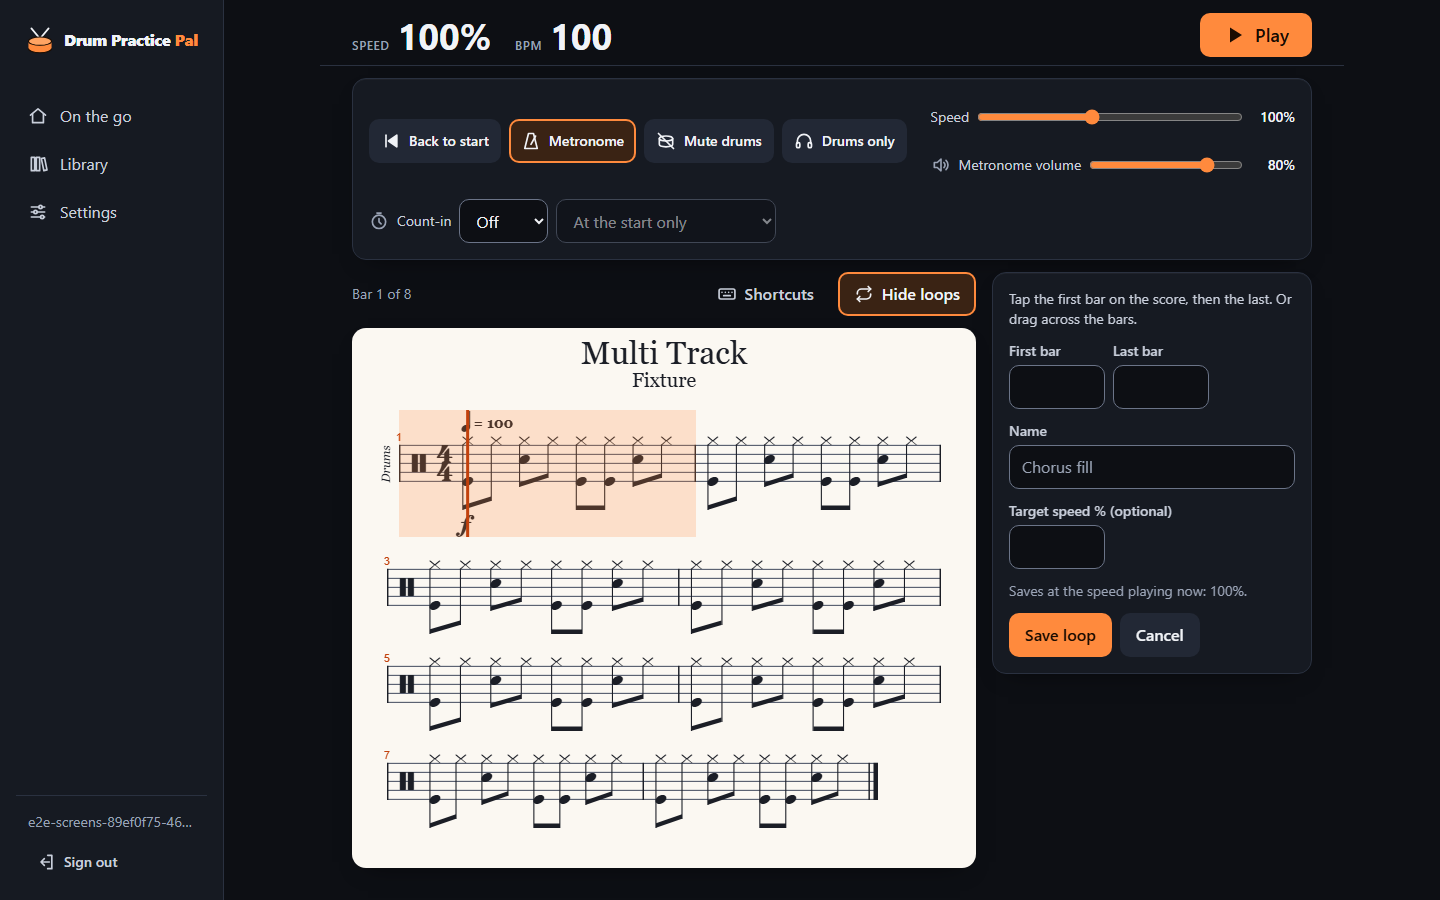 Drum Practice Pal
On the go
Library
Settings
e2e-screens-89ef0f75-46...
Sign out
SPEED 100% BPM 100
Play
Back to start
Metronome
Mute drums
Drums only
Speed 100%
Metronome volume 80%
Count-in Off At the start only
Bar 1 of 8
Shortcuts
Hide loops
Multi Track
Fixture
= 100
1
Drums
4
4
f
3
5
7
Tap the first bar on the score, then the last. Or
drag across the bars.
First bar Last bar
Name
Chorus fill
Target speed % (optional)
Saves at the speed playing now: 100%.
Save loop Cancel